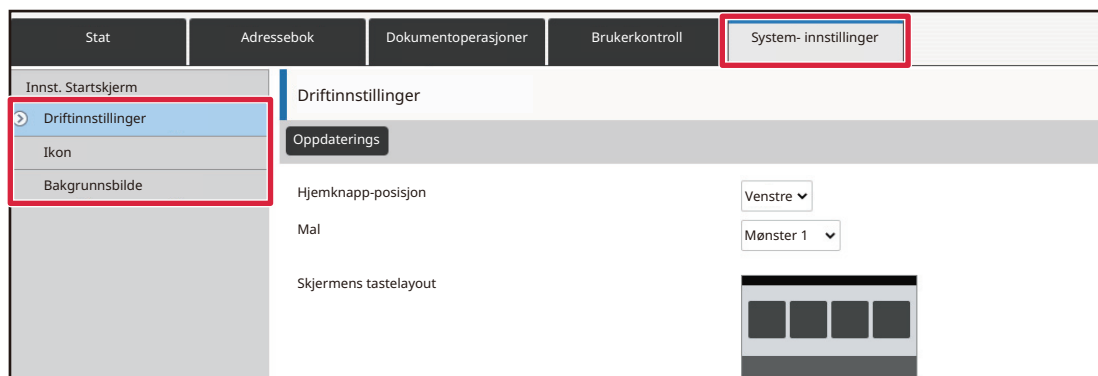 Stat
Adressebok
Dokumentoperasjoner
Brukerkontroll
System- innstillinger
Innst. Startskjerm
Driftinnstillinger
Ikon
Bakgrunnsbilde
Driftinnstillinger
Oppdaterings
Hjemknapp-posisjon
Venstre
Mal
Mønster 1
Skjermens tastelayout